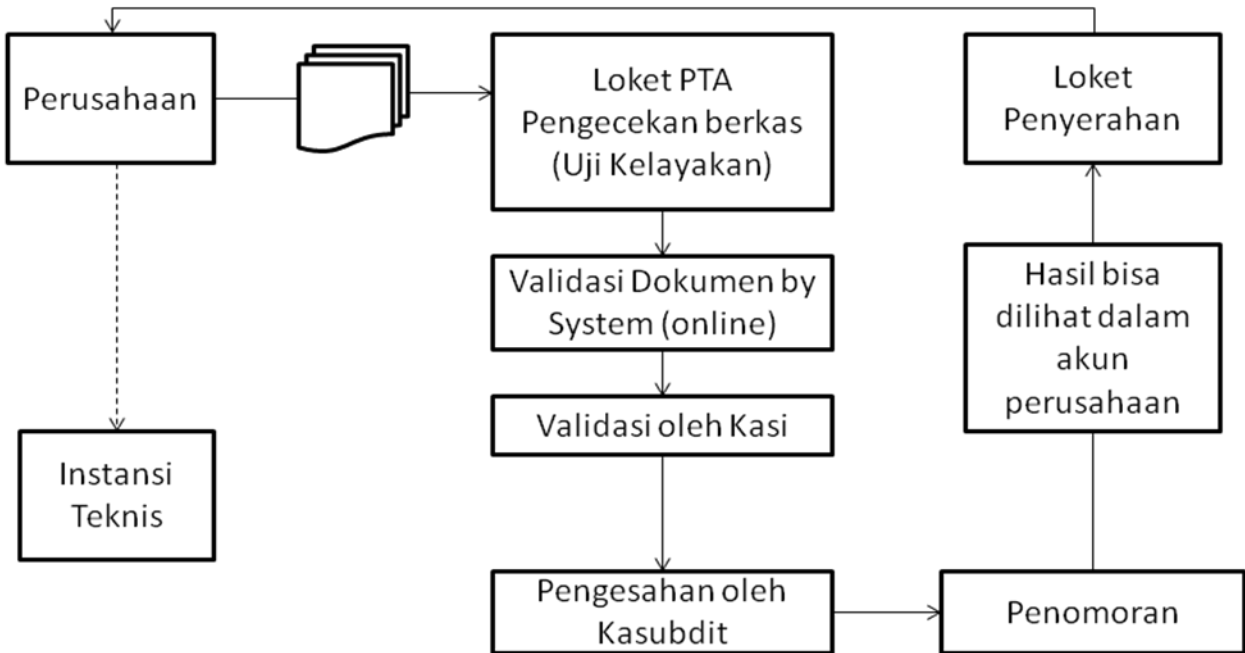 Perusahaan
Loket PTA
Pengecekan berkas
(Uji Kelayakan)
Validasi Dokumen by
System (online)
Validasi oleh Kasi
Pengesahan oleh
Kasubdit
Penomoran
Hasil bisa
dilihat dalam
akun
perusahaan
Loket
Penyerahan
Instansi
Teknis